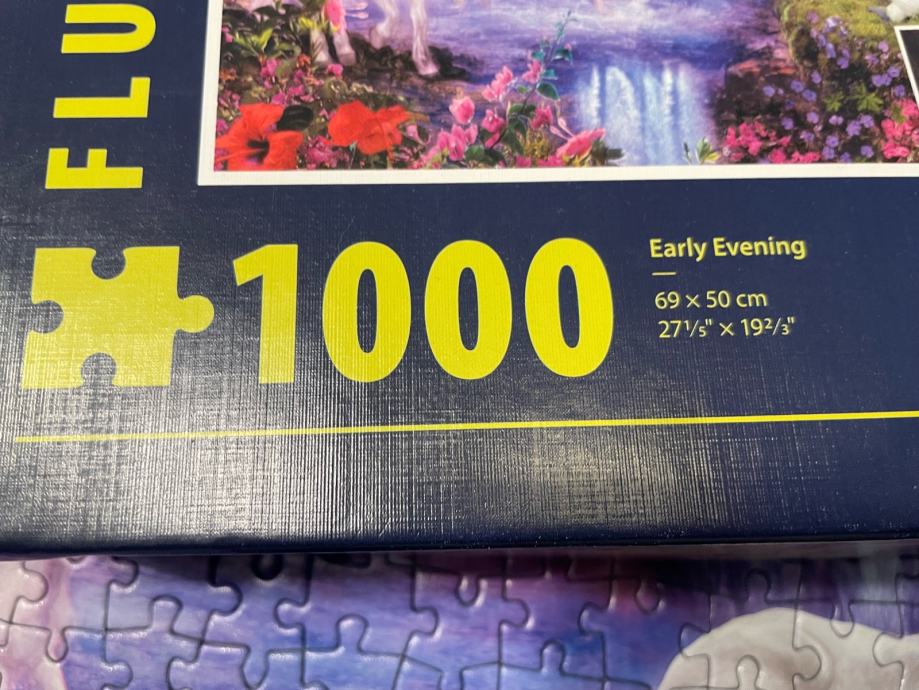 FLU
1000
Early Evening
69 × 50 cm
27¹/₅" × 19²/₃"